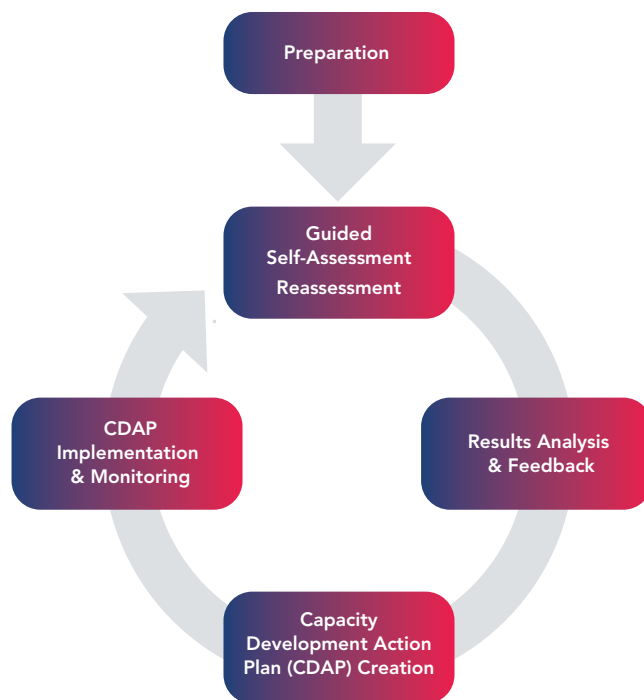 Preparation
Guided
Self-Assessment
Reassessment
Results Analysis
& Feedback
Capacity
Development Action
Plan (CDAP) Creation
CDAP
Implementation
& Monitoring